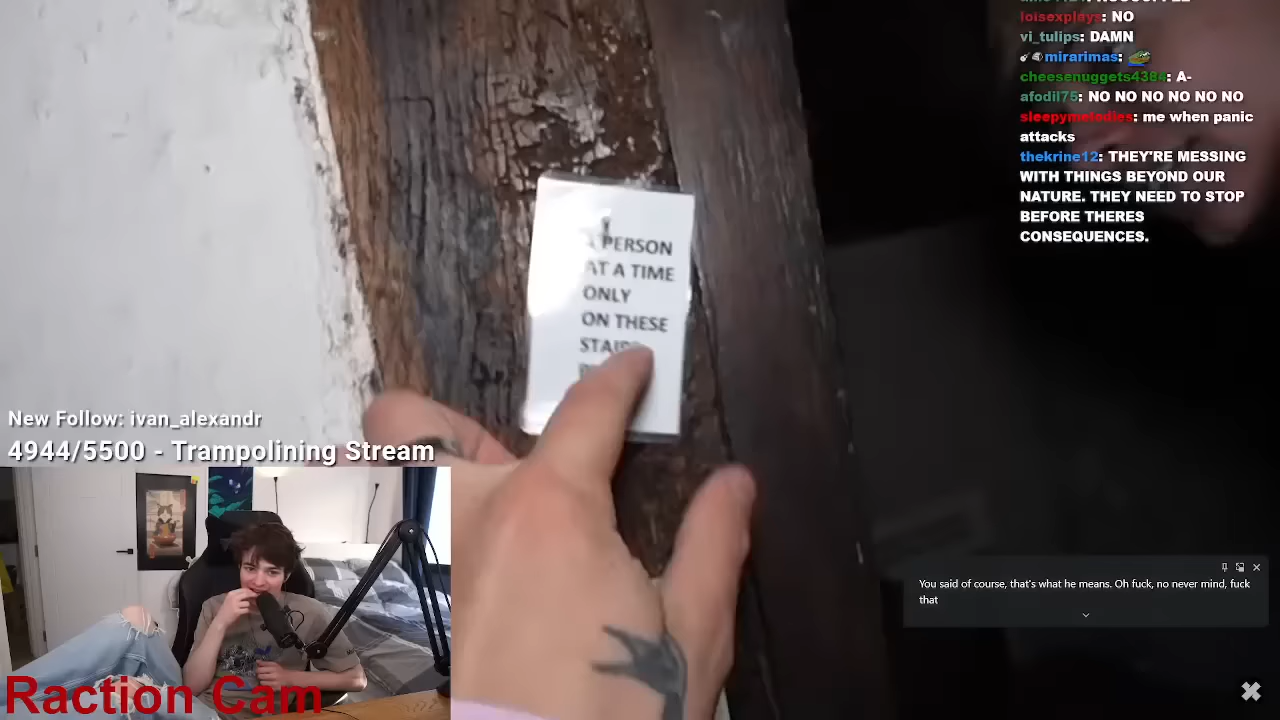 loisexplays: NO
vi_tulips: DAMN
mirarimas:
cheesenuggets4384: A-
afodil75: NO NO NO NO NO NO
sleepymelodies: me when panic
attacks
thekrine12: THEY'RE MESSING
WITH THINGS BEYOND OUR
NATURE. THEY NEED TO STOP
BEFORE THERES
CONSEQUENCES.
1
A PERSON
AT A TIME
ONLY
ON THESE
STAIRS
New Follow: ivan_alexandr
4944/5500 - Trampolining Stream
You said of course, that's what he means. Oh fuck, no never mind, fuck
that
Raction Cam